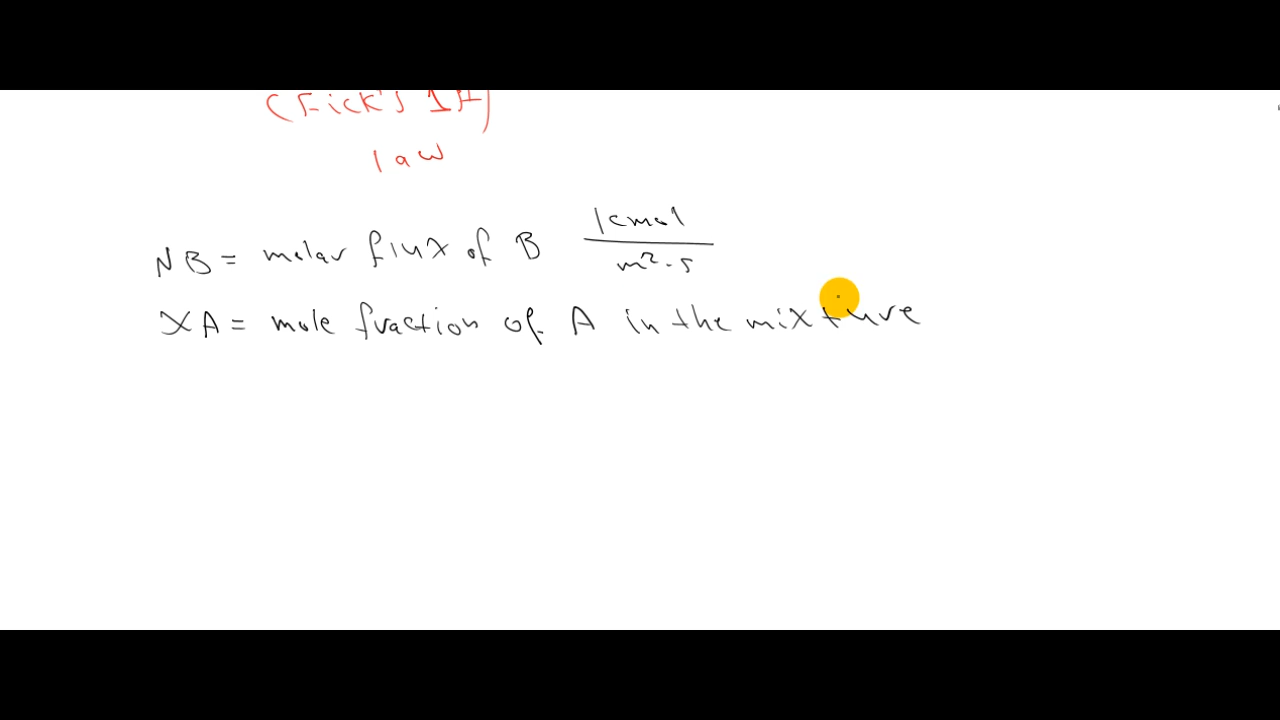 (Fick's 1st)
law
NB = molar flux of B kmol / m²·s
XA = mole fraction of A in the mixture